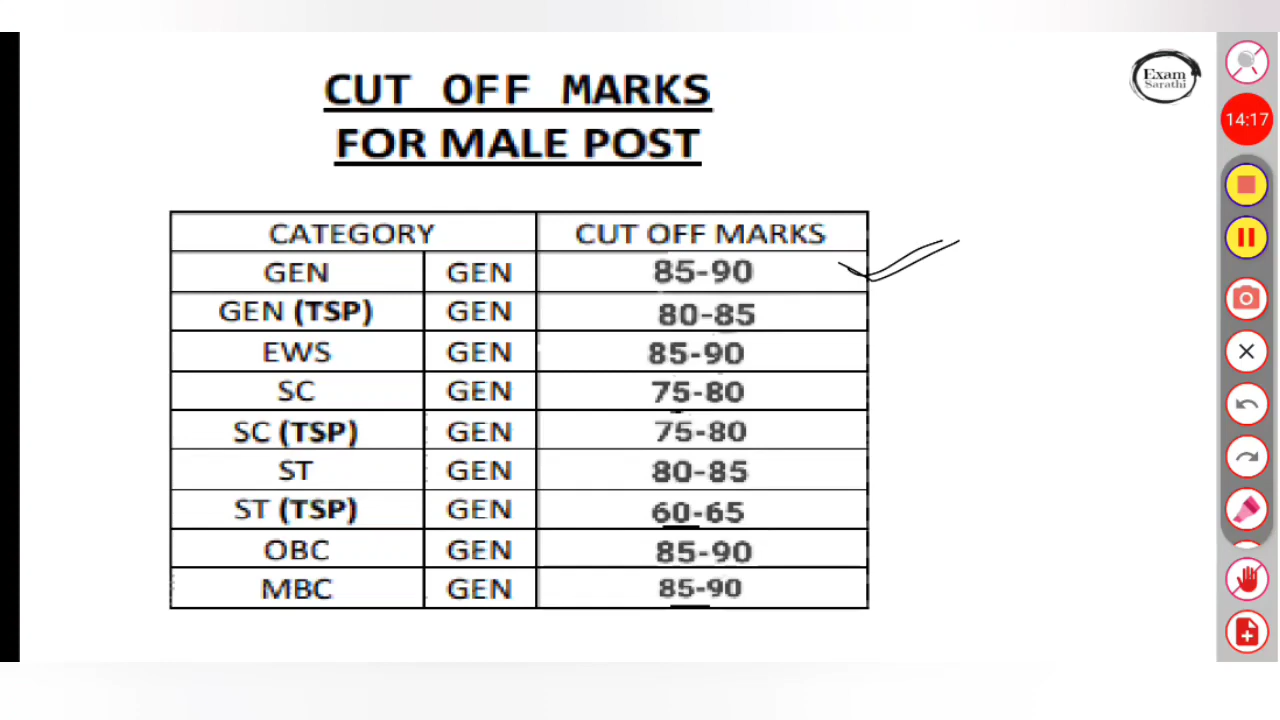 CUT OFF MARKS
FOR MALE POST
Exam
Sarathi
14:17
CATEGORY CUT OFF MARKS
GEN GEN 85-90
GEN (TSP) GEN 80-85
EWS GEN 85-90
SC GEN 75-80
SC (TSP) GEN 75-80
ST GEN 80-85
ST (TSP) GEN 60-65
OBC GEN 85-90
MBC GEN 85-90